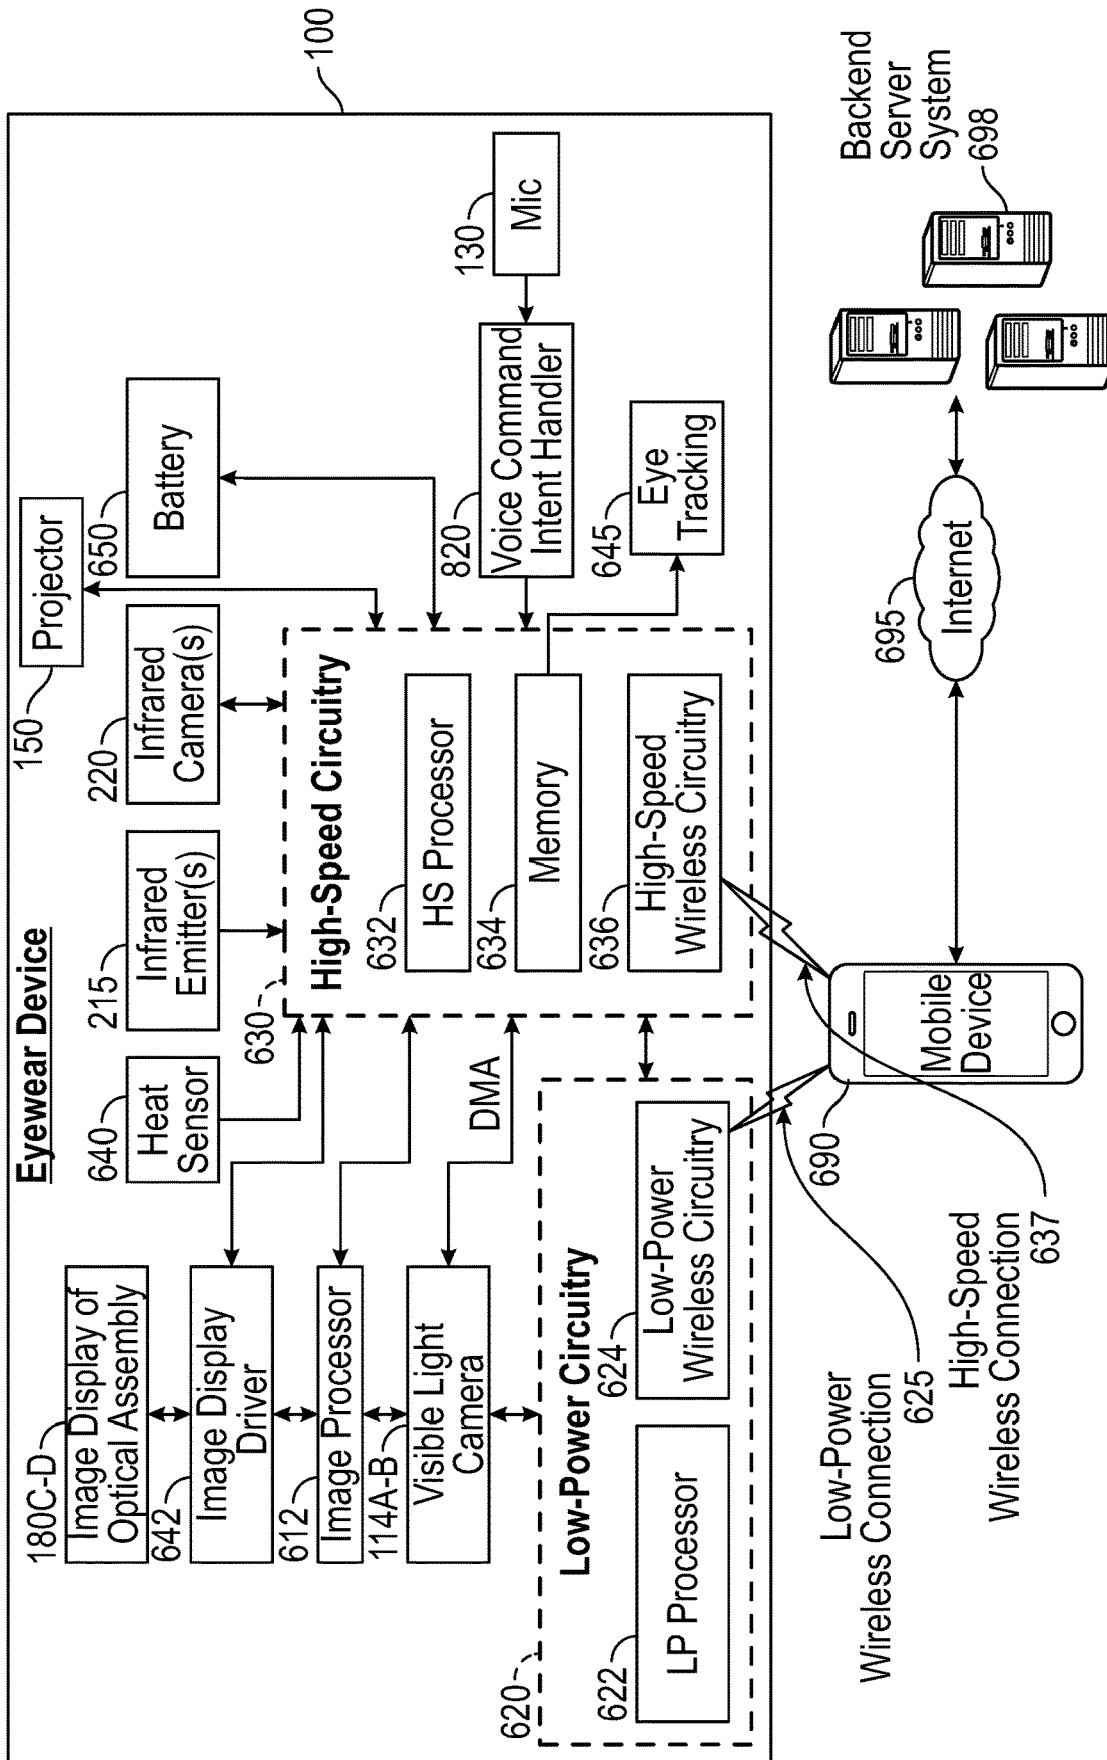 Eyewear Device
100
180C-D
Image Display of
Optical Assembly
642
Image Display
Driver
612
Image Processor
114A-B
Visible Light
Camera
640
Heat
Sensor
215
Infrared
Emitter(s)
220
Infrared
Camera(s)
150
Projector
650
Battery
DMA
630
High-Speed Circuitry
632
HS Processor
634
Memory
636
High-Speed
Wireless Circuitry
130
Mic
820
Voice Command
Intent Handler
645
Eye
Tracking
620
Low-Power Circuitry
622
LP Processor
624
Low-Power
Wireless Circuitry
Low-Power
Wireless Connection
625
High-Speed
Wireless Connection
637
690
Mobile
Device
695
Internet
Backend
Server
System
698